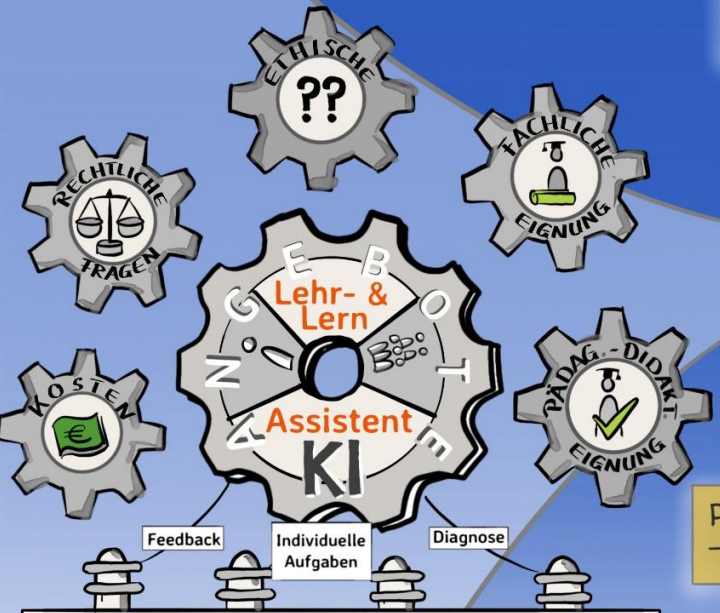 ETHISCHE
??
FACHLICHE
EIGNUNG
RECHTLICHE
FRAGEN
ANGEBOTE
Lehr- &
Lern
Assistent
KI
KOSTEN
€
PÄDAG.-DIDAKT.
EIGNUNG
Feedback
Individuelle
Aufgaben
Diagnose